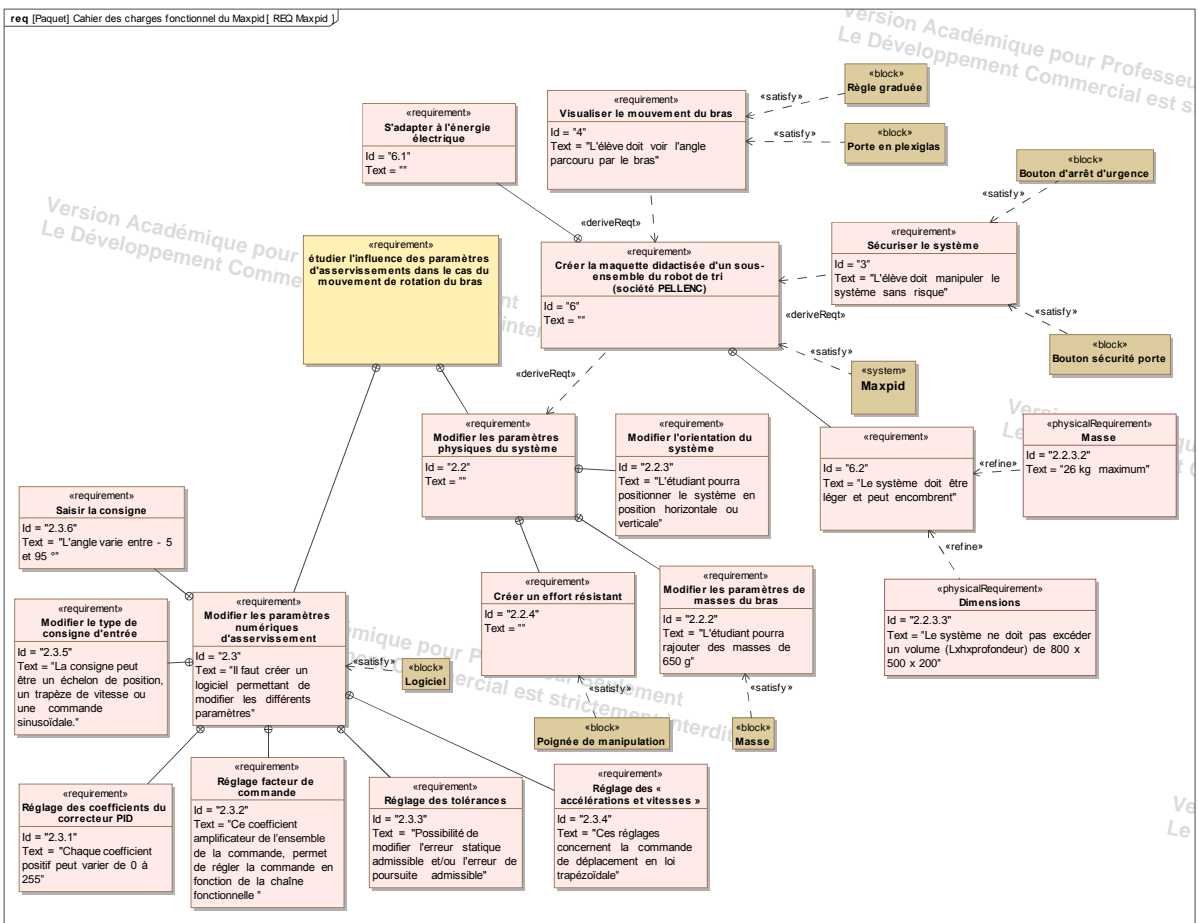 req [Paquet] Cahier des charges fonctionnel du Maxpid [ REQ Maxpid ]
Version Académique pour Professeu
Le Développement Commercial est s
«block»
Règle graduée
«satisfy»
«requirement»
Visualiser le mouvement du bras
Id = "4"
Text = "L'élève doit voir l'angle
parcouru par le bras"
«satisfy»
«block»
Porte en plexiglas
«requirement»
S'adapter à l'énergie
électrique
Id = "6.1"
Text = ""
«block»
Bouton d'arrêt d'urgence
«satisfy»
Version Académique pour
Le Développement Comme
«deriveReqt»
«requirement»
étudier l'influence des paramètres
d'asservissements dans le cas du
mouvement de rotation du bras
«requirement»
Créer la maquette didactisée d'un sous-
ensemble du robot de tri
(société PELLENC)
Id = "6"
Text = ""
«requirement»
Sécuriser le système
Id = "3"
Text = "L'élève doit manipuler le
système sans risque"
nt
inter
«deriveReqt»
«satisfy»
«block»
Bouton sécurité porte
«satisfy»
«system»
Maxpid
«deriveReqt»
«requirement»
Modifier les paramètres
physiques du système
Id = "2.2"
Text = ""
«requirement»
Modifier l'orientation du
système
Id = "2.2.3"
Text = "L'étudiant pourra
positionner le système en
position horizontale ou
verticale"
«requirement»
Id = "6.2"
Text = "Le système doit être
léger et peut encombrent"
«refine»
Vers
Le
«physicalRequirement»
Masse
Id = "2.2.3.2"
Text = "26 kg maximum"
«refine»
«physicalRequirement»
Dimensions
Id = "2.2.3.3"
Text = "Le système ne doit pas excéder
un volume (Lxhxprofondeur) de 800 x
500 x 200"
«requirement»
Saisir la consigne
Id = "2.3.6"
Text = "L'angle varie entre - 5
et 95 °"
«requirement»
Modifier le type de
consigne d'entrée
Id = "2.3.5"
Text = "La consigne peut
être un échelon de position,
un trapèze de vitesse ou
une commande
sinusoïdale."
«requirement»
Modifier les paramètres
numériques
d'asservissement
Id = "2.3"
Text = "Il faut créer un
logiciel permettant de
modifier les différents
paramètres"
«satisfy»
«block»
Logiciel
«requirement»
Créer un effort résistant
Id = "2.2.4"
Text = ""
«requirement»
Modifier les paramètres de
masses du bras
Id = "2.2.2"
Text = "L'étudiant pourra
rajouter des masses de
650 g"
«satisfy»
«satisfy»
«block»
Poignée de manipulation
«block»
Masse
émique pour P
Seulement
mercial est strictement interdit
«requirement»
Réglage des coefficients du
correcteur PID
Id = "2.3.1"
Text = "Chaque coefficient
positif peut varier de 0 à
255"
«requirement»
Réglage facteur de
commande
Id = "2.3.2"
Text = "Ce coefficient
amplificateur de l'ensemble
de la commande, permet
de régler la commande en
fonction de la chaîne
fonctionnelle "
«requirement»
Réglage des tolérances
Id = "2.3.3"
Text = "Possibilité de
modifier l'erreur statique
admissible et/ou l'erreur de
poursuite admissible"
«requirement»
Réglage des «
accélérations et vitesses »
Id = "2.3.4"
Text = "Ces réglages
concernent la commande
de déplacement en loi
trapézoïdale"
Ve
Le